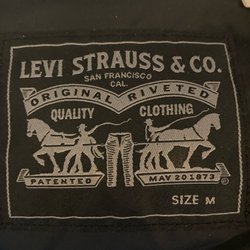 LEVI STRAUSS & CO.
SAN FRANCISCO
CAL.
ORIGINAL RIVETED
QUALITY CLOTHING
PATENTED MAY 20 1873
SIZE M